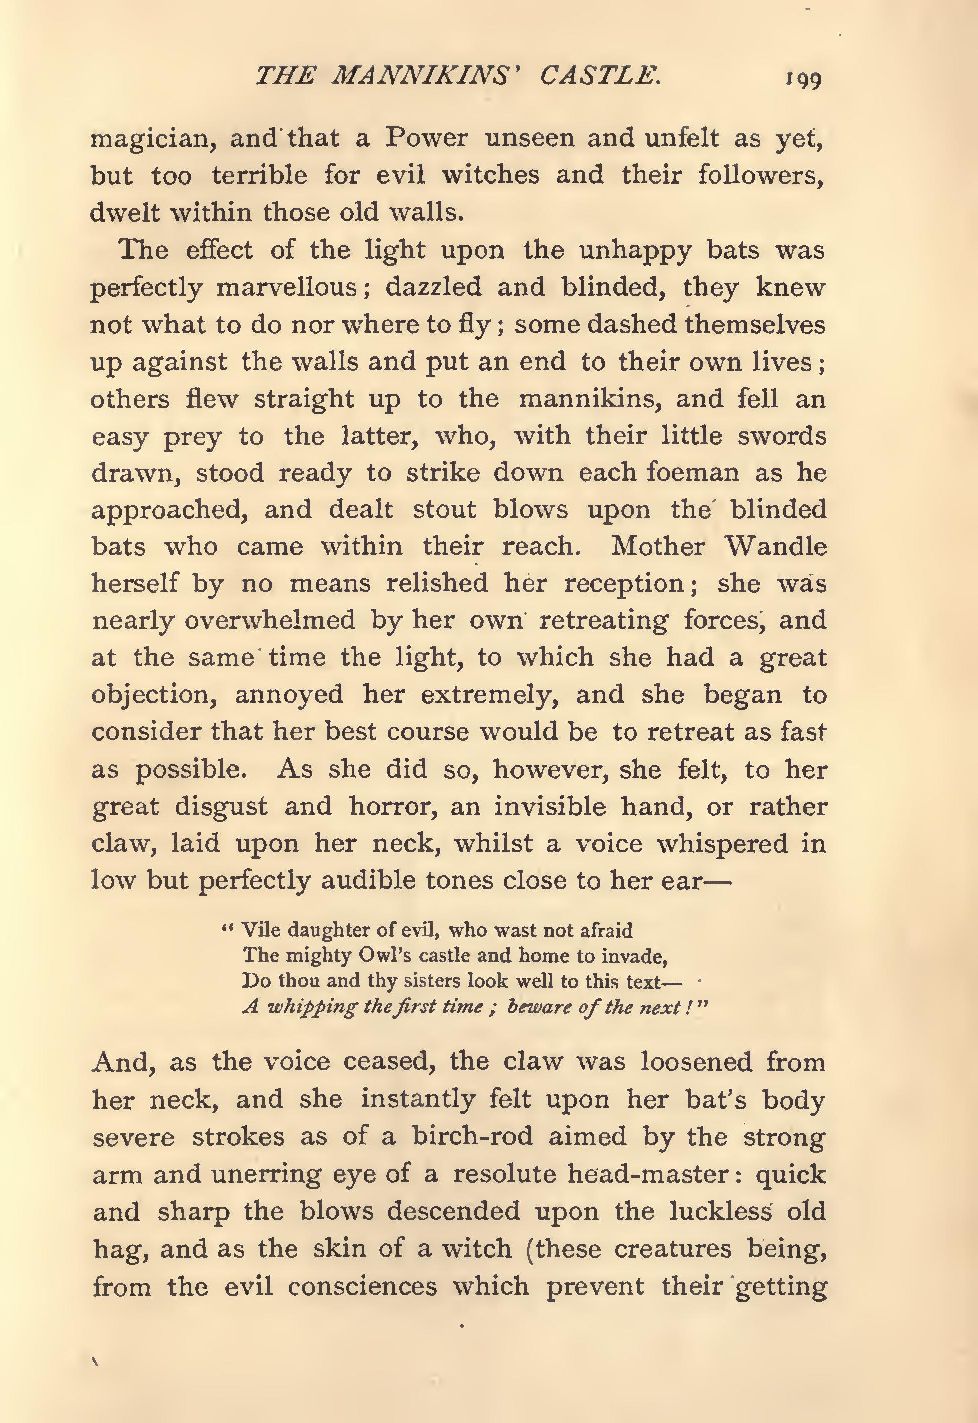 THE MANNIKINS' CASTLE. 199
magician, and that a Power unseen and unfelt as yet,
but too terrible for evil witches and their followers,
dwelt within those old walls.
The effect of the light upon the unhappy bats was
perfectly marvellous; dazzled and blinded, they knew
not what to do nor where to fly; some dashed themselves
up against the walls and put an end to their own lives;
others flew straight up to the mannikins, and fell an
easy prey to the latter, who, with their little swords
drawn, stood ready to strike down each foeman as he
approached, and dealt stout blows upon the blinded
bats who came within their reach. Mother Wandle
herself by no means relished her reception; she was
nearly overwhelmed by her own retreating forces, and
at the same time the light, to which she had a great
objection, annoyed her extremely, and she began to
consider that her best course would be to retreat as fast
as possible. As she did so, however, she felt, to her
great disgust and horror, an invisible hand, or rather
claw, laid upon her neck, whilst a voice whispered in
low but perfectly audible tones close to her ear—
"Vile daughter of evil, who wast not afraid
The mighty Owl's castle and home to invade,
Do thou and thy sisters look well to this text—
A whipping the first time; beware of the next!"
And, as the voice ceased, the claw was loosened from
her neck, and she instantly felt upon her bat's body
severe strokes as of a birch-rod aimed by the strong
arm and unerring eye of a resolute head-master: quick
and sharp the blows descended upon the luckless old
hag, and as the skin of a witch (these creatures being,
from the evil consciences which prevent their getting